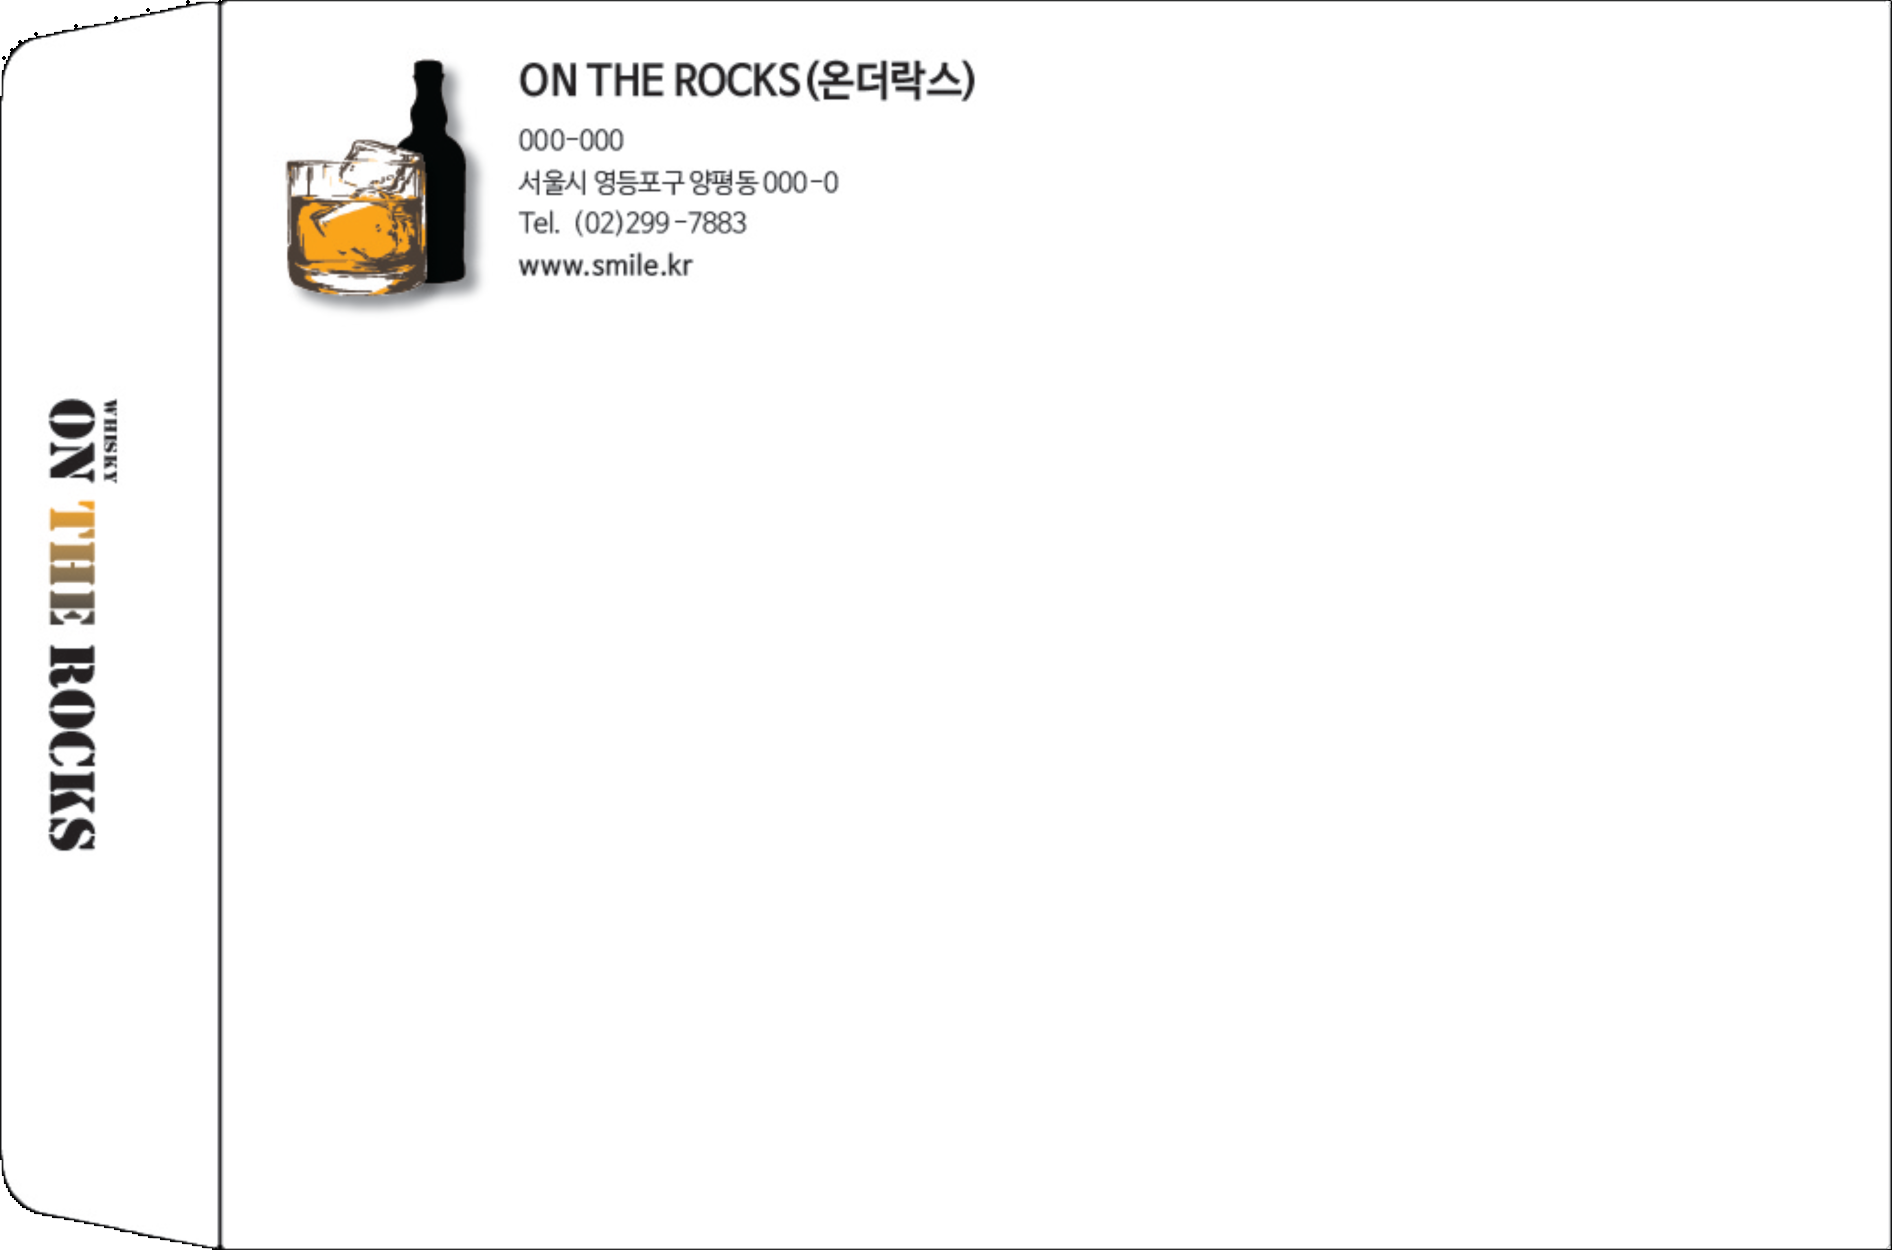 ON THE ROCKS(온더락스)
000-000
서울시 영등포구 양평동 000-0
Tel. (02)299-7883
www.smile.kr
WHISKY
ON THE ROCKS